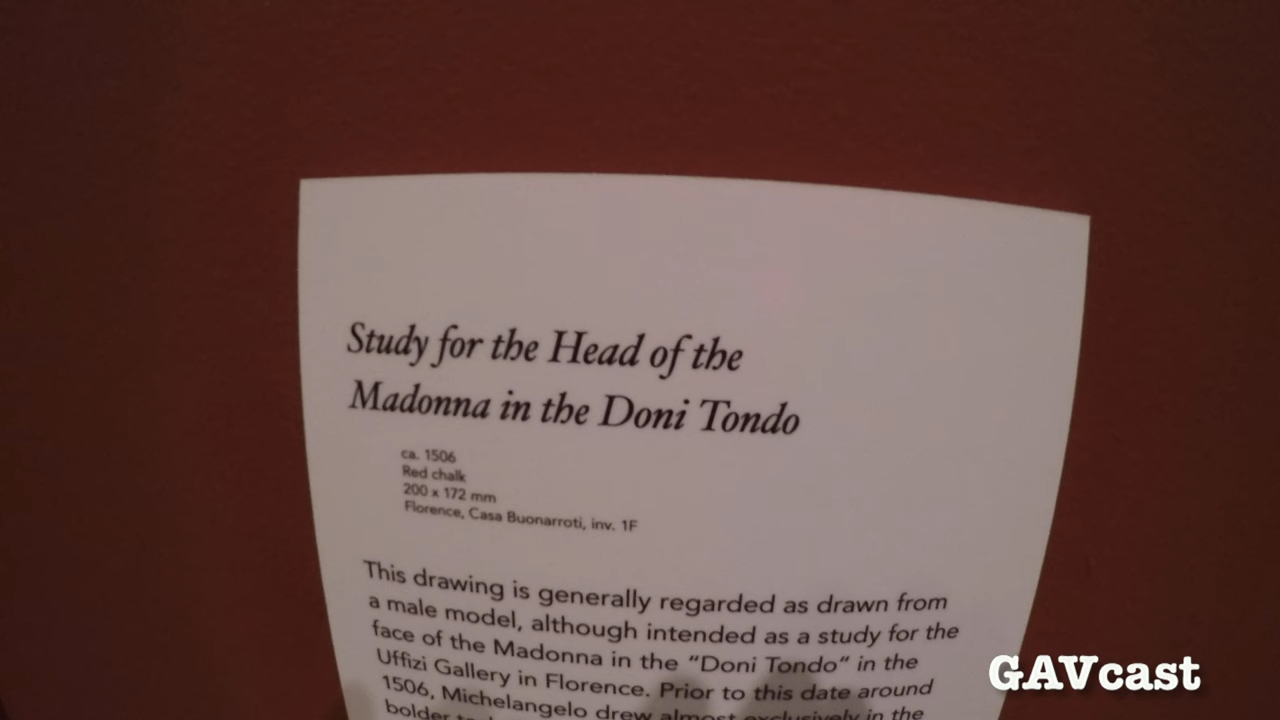 Study for the Head of the
Madonna in the Doni Tondo
ca. 1506
Red chalk
200 x 172 mm
Florence, Casa Buonarroti, inv. 1F
This drawing is generally regarded as drawn from
a male model, although intended as a study for the
face of the Madonna in the “Doni Tondo“ in the
Uffizi Gallery in Florence. Prior to this date around
1506, Michelangelo drew almost exclusively in the
bolder
GAVcast